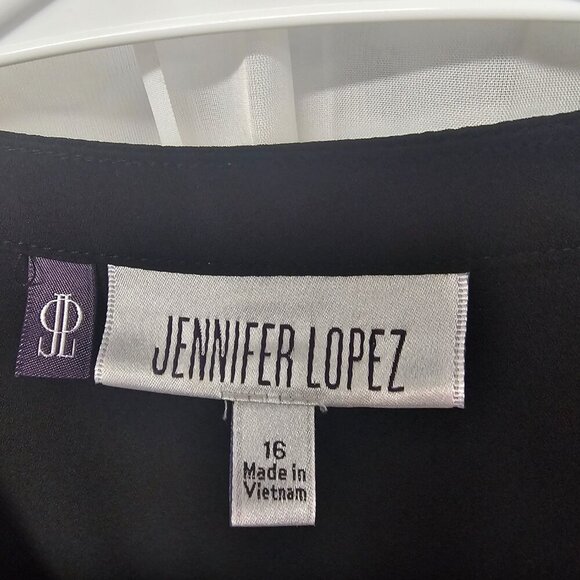 JL
JENNIFER LOPEZ
16
Made in
Vietnam